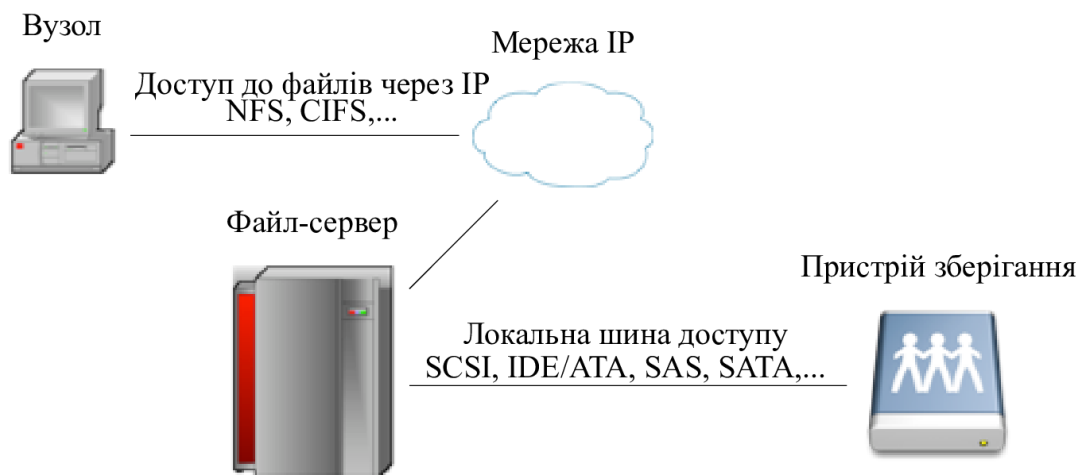 Вузол
Мережа IP
Доступ до файлів через IP
NFS, CIFS,...
Файл-сервер
Пристрій зберігання
Локальна шина доступу
SCSI, IDE/ATA, SAS, SATA,...